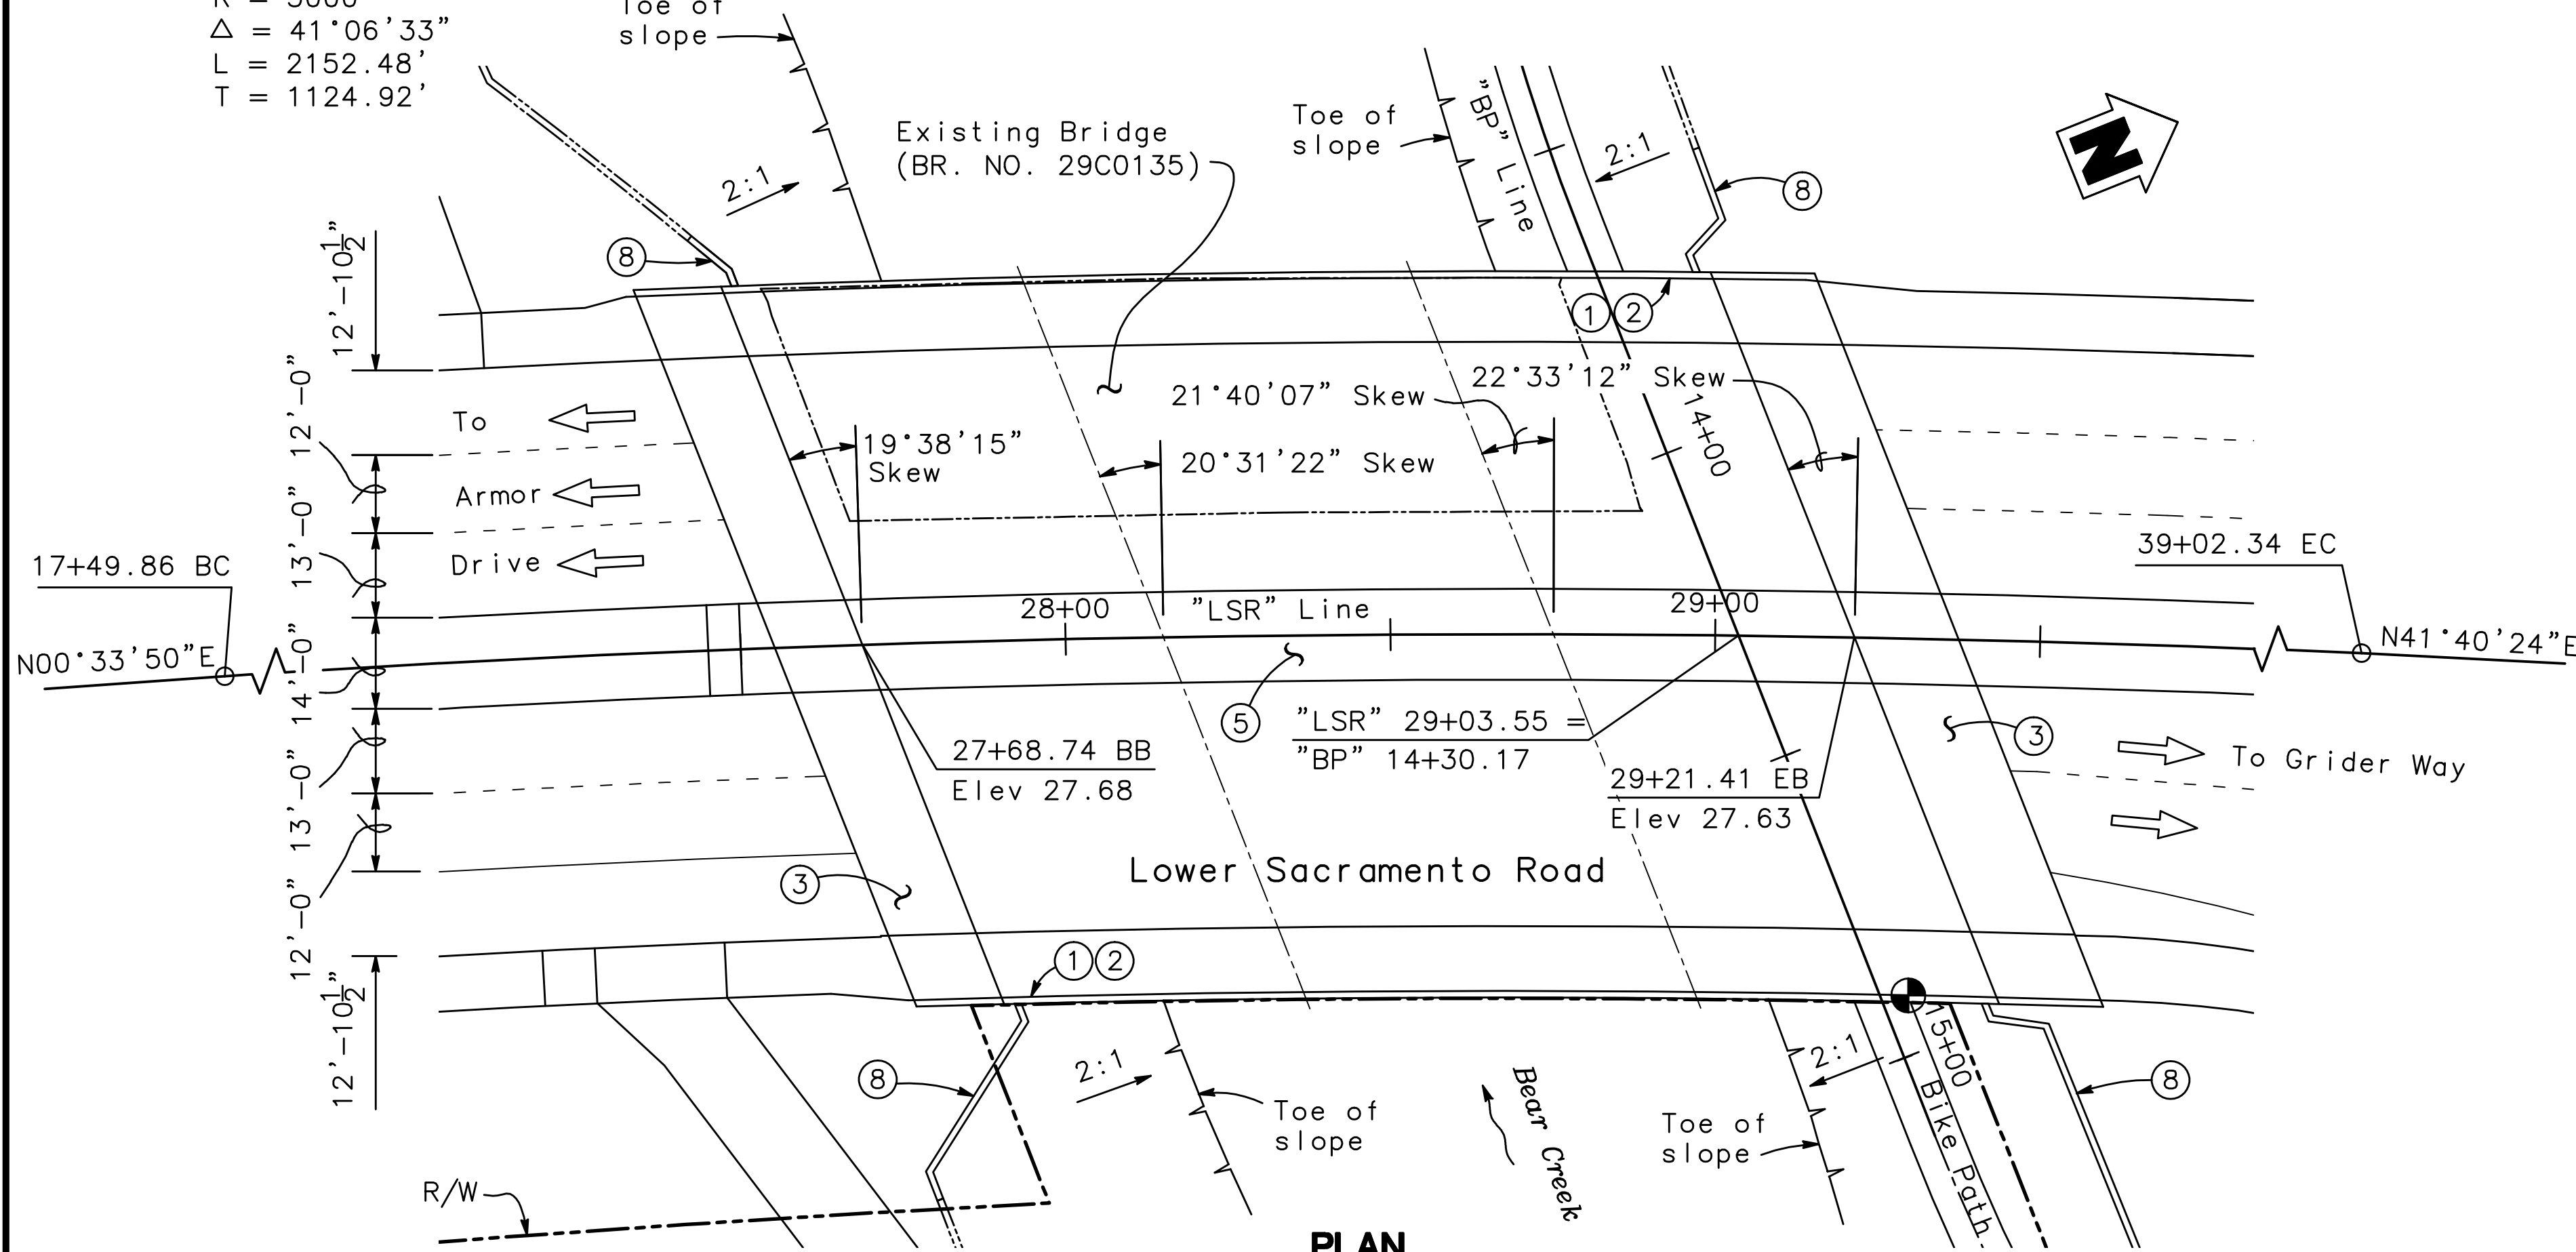 R = 3000'
△ = 41°06'33"
L = 2152.48'
T = 1124.92'
Toe of
slope
Existing Bridge
(BR. NO. 29C0135)
Toe of
slope
"BP" Line
2:1
2:1
8
N
8
12'-10 1/2"
1 2
12'-0"
To
21°40'07" Skew
22°33'12" Skew
14+00
19°38'15"
Skew
20°31'22" Skew
13'-0"
Armor
Drive
17+49.86 BC
39+02.34 EC
28+00
"LSR" Line
29+00
N00°33'50"E
N41°40'24"E
14'-0"
5
"LSR" 29+03.55 =
"BP" 14+30.17
3
To Grider Way
27+68.74 BB
Elev 27.68
29+21.41 EB
Elev 27.63
13'-0"
Lower Sacramento Road
3
12'-0"
1 2
12'-10 1/2"
15+00
2:1
2:1
8
8
Toe of
slope
Bear Creek
Toe of
slope
Bike Path
R/W
PLAN